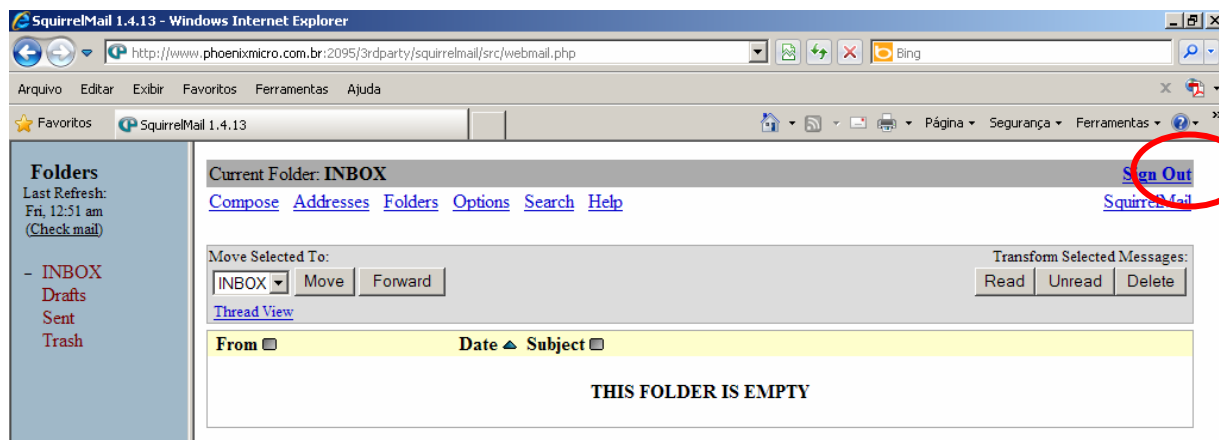 SquirrelMail 1.4.13 - Windows Internet Explorer
http://www.phoenixmicro.com.br:2095/3rdparty/squirrelmail/src/webmail.php
Bing
Arquivo Editar Exibir Favoritos Ferramentas Ajuda
Favoritos SquirrelMail 1.4.13 Página Segurança Ferramentas
Folders
Last Refresh:
Fri, 12:51 am
(Check mail)
– INBOX
Drafts
Sent
Trash
Current Folder: INBOX Sign Out
Compose Addresses Folders Options Search Help SquirrelMail
Move Selected To: Transform Selected Messages:
INBOX Move Forward Read Unread Delete
Thread View
From Date Subject
THIS FOLDER IS EMPTY